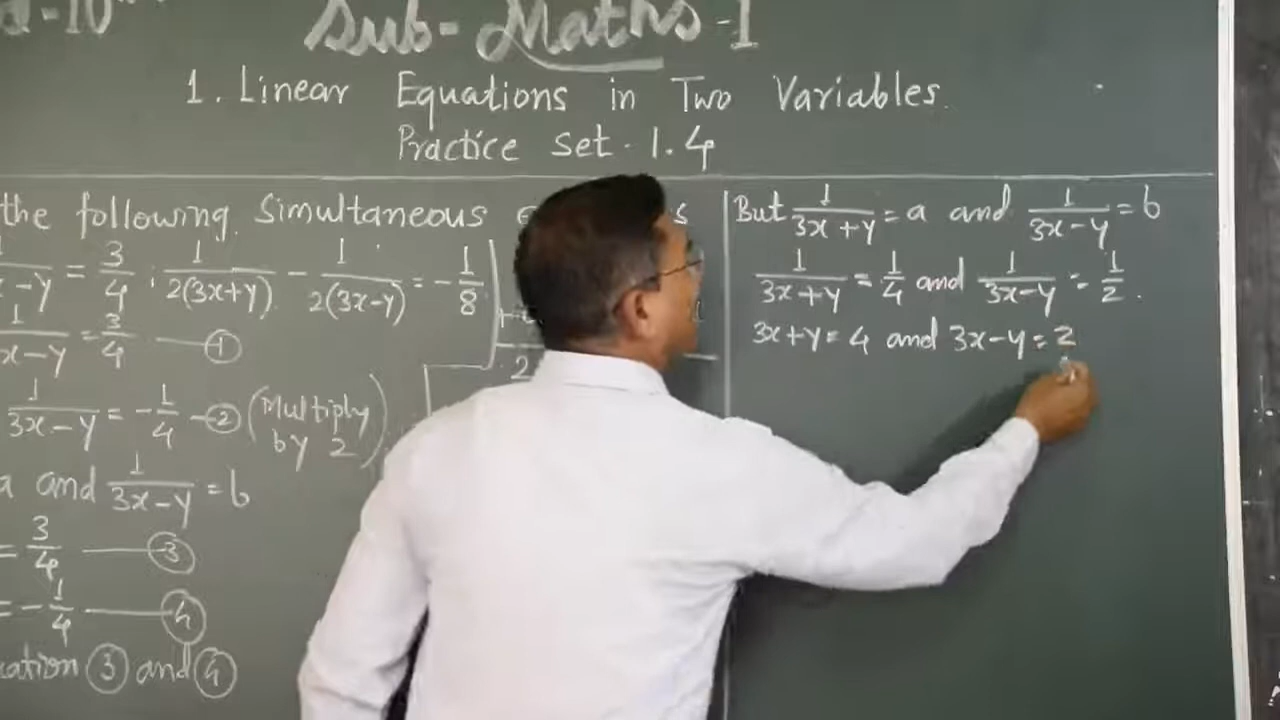 -10
Sub-Maths-1
1. Linear Equations in Two Variables.
Practice Set. 1.4
the following Simultaneous
-y = 3/4 ; 1/2(3x+y) - 1/2(3x-y) = -1/8
1/x-y = 3/4 — ①
1/3x-y = -1/4 — ② (Multiply by 2)
a and 1/3x-y = b
= 3/4 — ③
= -1/4 — ④
③ and ④
2
But 1/3x+y = a and 1/3x-y = b
1/3x+y = 1/4 and 1/3x-y = 1/2.
3x+y = 4 and 3x-y = 2